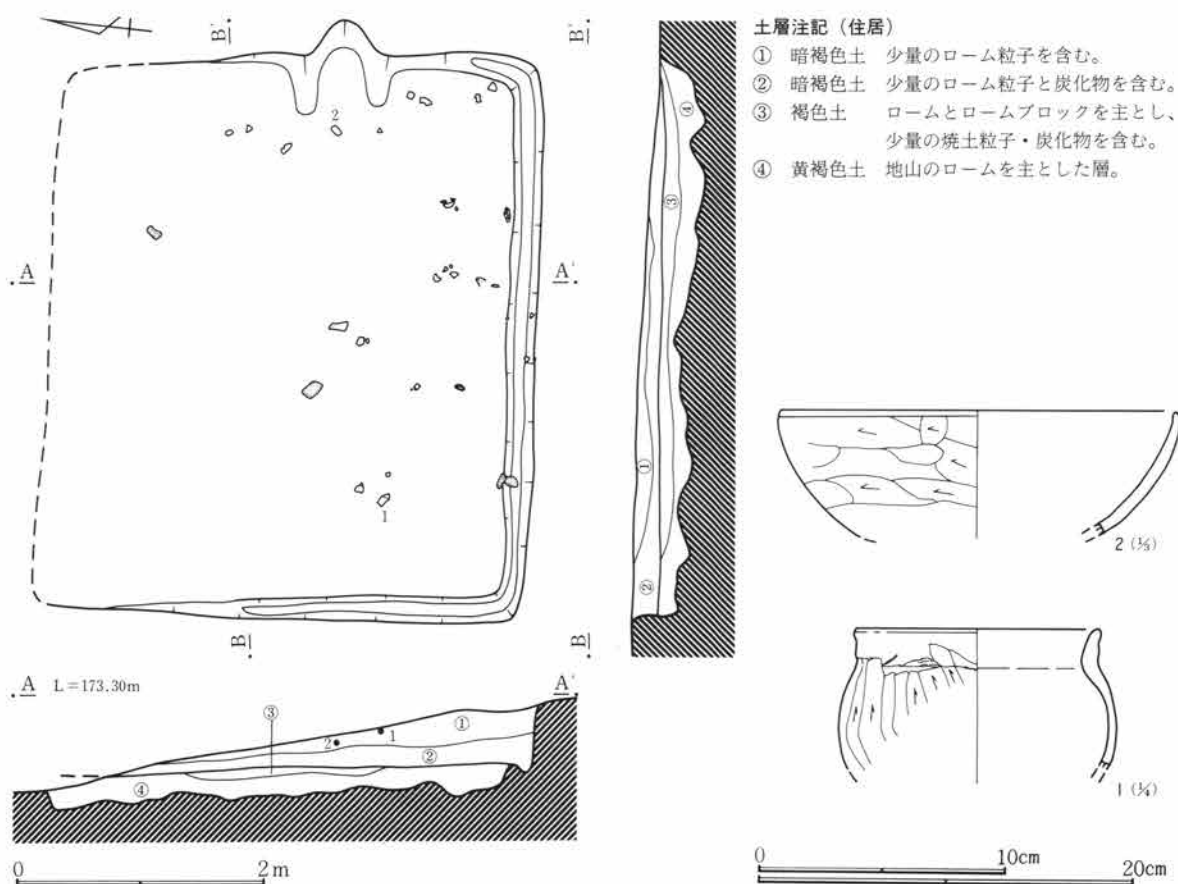 土層注記（住居）
① 暗褐色土 少量のローム粒子を含む。
② 暗褐色土 少量のローム粒子と炭化物を含む。
③ 褐色土 ロームとロームブロックを主とし、
少量の焼土粒子・炭化物を含む。
④ 黄褐色土 地山のロームを主とした層。
B'
B'
2
A
A'
1
B
B
④
③
①
②
2 (⅓)
1 (¼)
A L＝173.30m
A'
③
①
2
1
②
④
0 2m
0 10cm
20cm